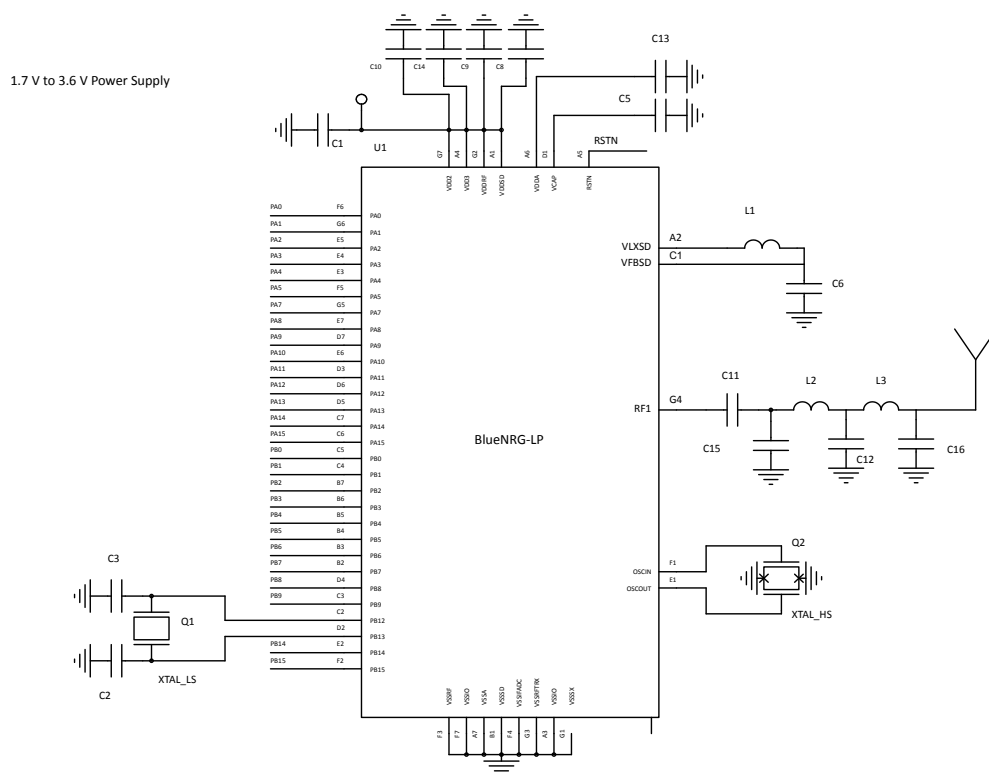 1.7 V to 3.6 V Power Supply
C10
C14
C9
C8
C13
C5
C1
U1
RSTN
G7
A4
G2
A1
A6
D1
A5
VDD2
VDD3
VDDRF
VDDSD
VDDA
VCAP
RSTN
PA0 F6 PA0
PA1 G6 PA1
PA2 E5 PA2
PA3 E4 PA3
PA4 E3 PA4
PA5 F5 PA5
PA7 G5 PA7
PA8 E7 PA8
PA9 D7 PA9
PA10 E6 PA10
PA11 D3 PA11
PA12 D6 PA12
PA13 D5 PA13
PA14 C7 PA14
PA15 C6 PA15
PB0 C5 PB0
PB1 C4 PB1
PB2 B7 PB2
PB3 B6 PB3
PB4 B5 PB4
PB5 B4 PB5
PB6 B3 PB6
PB7 B2 PB7
PB8 D4 PB8
PB9 C3 PB9
C2 PB12
D2 PB13
PB14 E2 PB14
PB15 F2 PB15
C3
Q1
XTAL_LS
C2
BlueNRG-LP
VLXSD A2
VFBSD C1
L1
C6
RF1 G4
C11
L2
L3
C15
C12
C16
OSCIN F1
OSCOUT E1
Q2
XTAL_HS
VSSRF
VSSIO
VSSA
VSSSD
VSSIFADC
VSSRFTRX
VSSIO
VSSSX
F3
F7
A7
B1
F4
G3
A3
G1